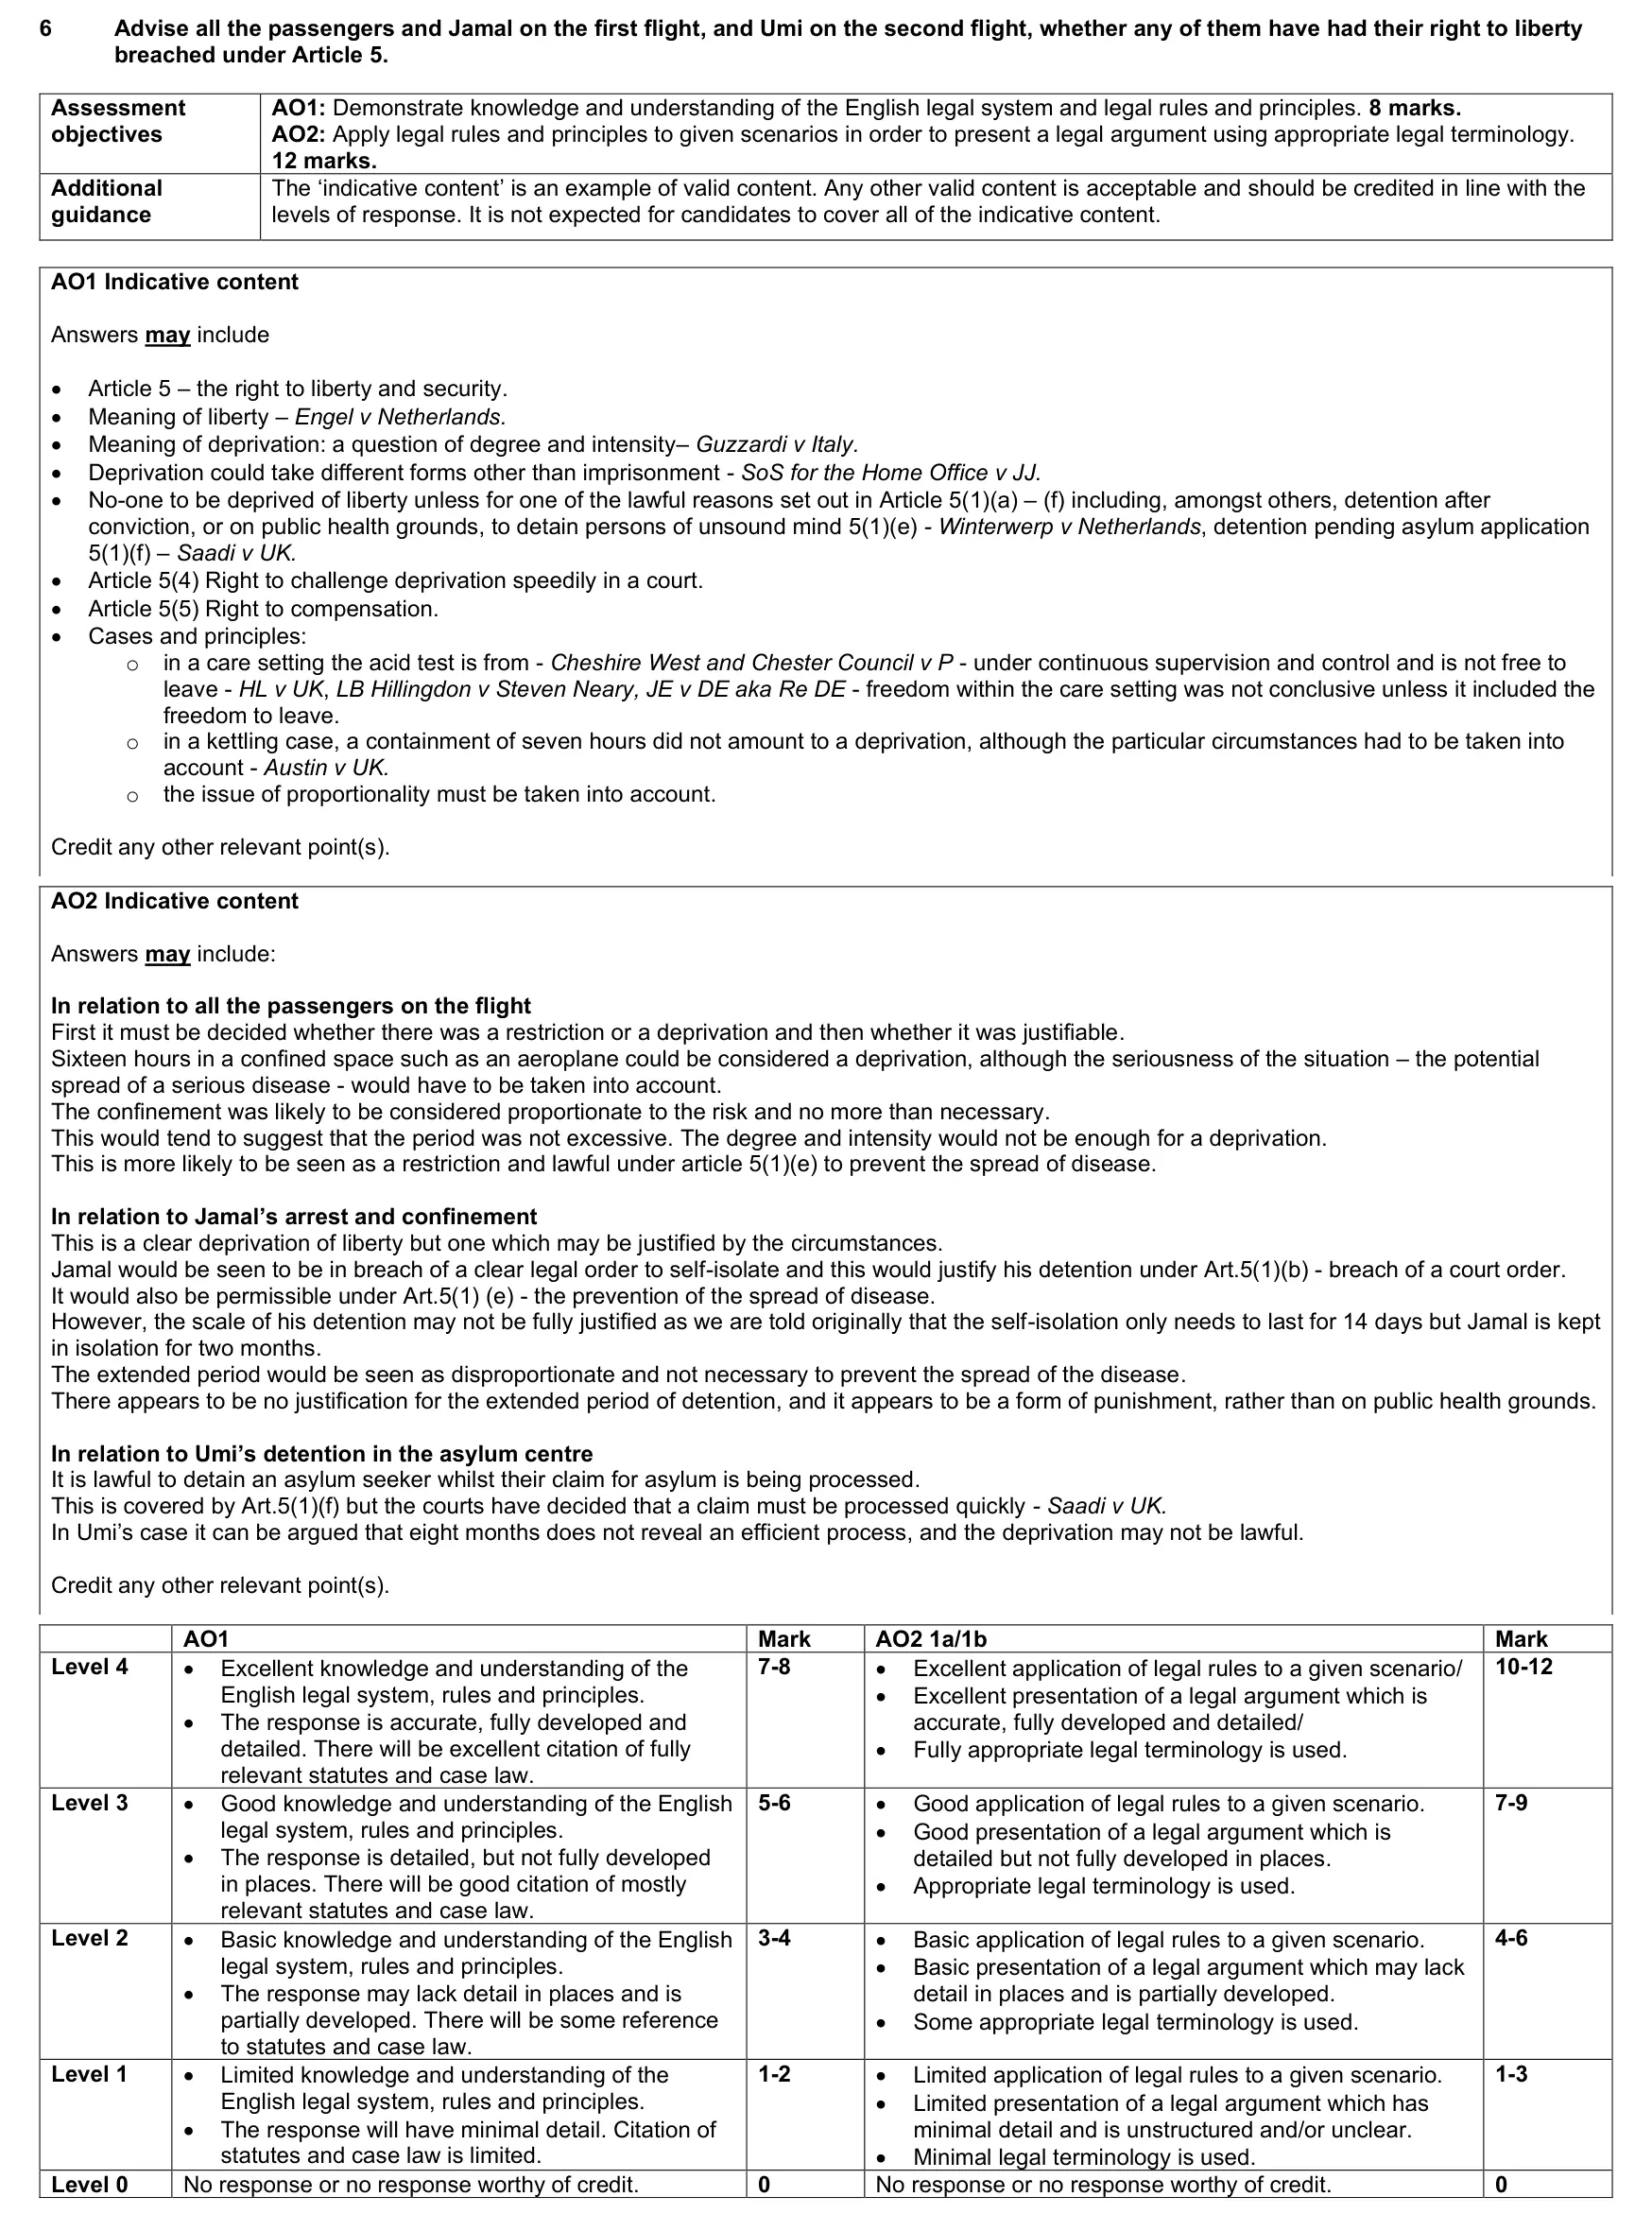 6 Advise all the passengers and Jamal on the first flight, and Umi on the second flight, whether any of them have had their right to liberty
breached under Article 5.
Assessment objectives AO1: Demonstrate knowledge and understanding of the English legal system and legal rules and principles. 8 marks.
AO2: Apply legal rules and principles to given scenarios in order to present a legal argument using appropriate legal terminology.
12 marks.
Additional guidance The ‘indicative content’ is an example of valid content. Any other valid content is acceptable and should be credited in line with the
levels of response. It is not expected for candidates to cover all of the indicative content.
AO1 Indicative content
Answers may include
• Article 5 – the right to liberty and security.
• Meaning of liberty – Engel v Netherlands.
• Meaning of deprivation: a question of degree and intensity– Guzzardi v Italy.
• Deprivation could take different forms other than imprisonment - SoS for the Home Office v JJ.
• No-one to be deprived of liberty unless for one of the lawful reasons set out in Article 5(1)(a) – (f) including, amongst others, detention after
conviction, or on public health grounds, to detain persons of unsound mind 5(1)(e) - Winterwerp v Netherlands, detention pending asylum application
5(1)(f) – Saadi v UK.
• Article 5(4) Right to challenge deprivation speedily in a court.
• Article 5(5) Right to compensation.
• Cases and principles:
o in a care setting the acid test is from - Cheshire West and Chester Council v P - under continuous supervision and control and is not free to
leave - HL v UK, LB Hillingdon v Steven Neary, JE v DE aka Re DE - freedom within the care setting was not conclusive unless it included the
freedom to leave.
o in a kettling case, a containment of seven hours did not amount to a deprivation, although the particular circumstances had to be taken into
account - Austin v UK.
o the issue of proportionality must be taken into account.
Credit any other relevant point(s).
AO2 Indicative content
Answers may include:
In relation to all the passengers on the flight
First it must be decided whether there was a restriction or a deprivation and then whether it was justifiable.
Sixteen hours in a confined space such as an aeroplane could be considered a deprivation, although the seriousness of the situation – the potential
spread of a serious disease - would have to be taken into account.
The confinement was likely to be considered proportionate to the risk and no more than necessary.
This would tend to suggest that the period was not excessive. The degree and intensity would not be enough for a deprivation.
This is more likely to be seen as a restriction and lawful under article 5(1)(e) to prevent the spread of disease.
In relation to Jamal’s arrest and confinement
This is a clear deprivation of liberty but one which may be justified by the circumstances.
Jamal would be seen to be in breach of a clear legal order to self-isolate and this would justify his detention under Art.5(1)(b) - breach of a court order.
It would also be permissible under Art.5(1) (e) - the prevention of the spread of disease.
However, the scale of his detention may not be fully justified as we are told originally that the self-isolation only needs to last for 14 days but Jamal is kept
in isolation for two months.
The extended period would be seen as disproportionate and not necessary to prevent the spread of the disease.
There appears to be no justification for the extended period of detention, and it appears to be a form of punishment, rather than on public health grounds.
In relation to Umi’s detention in the asylum centre
It is lawful to detain an asylum seeker whilst their claim for asylum is being processed.
This is covered by Art.5(1)(f) but the courts have decided that a claim must be processed quickly - Saadi v UK.
In Umi’s case it can be argued that eight months does not reveal an efficient process, and the deprivation may not be lawful.
Credit any other relevant point(s).
AO1 Mark AO2 1a/1b Mark
Level 4
• Excellent knowledge and understanding of the
English legal system, rules and principles.
• The response is accurate, fully developed and
detailed. There will be excellent citation of fully
relevant statutes and case law.
7-8
• Excellent application of legal rules to a given scenario/
• Excellent presentation of a legal argument which is
accurate, fully developed and detailed/
• Fully appropriate legal terminology is used.
10-12
Level 3
• Good knowledge and understanding of the English
legal system, rules and principles.
• The response is detailed, but not fully developed
in places. There will be good citation of mostly
relevant statutes and case law.
5-6
• Good application of legal rules to a given scenario.
• Good presentation of a legal argument which is
detailed but not fully developed in places.
• Appropriate legal terminology is used.
7-9
Level 2
• Basic knowledge and understanding of the English
legal system, rules and principles.
• The response may lack detail in places and is
partially developed. There will be some reference
to statutes and case law.
3-4
• Basic application of legal rules to a given scenario.
• Basic presentation of a legal argument which may lack
detail in places and is partially developed.
• Some appropriate legal terminology is used.
4-6
Level 1
• Limited knowledge and understanding of the
English legal system, rules and principles.
• The response will have minimal detail. Citation of
statutes and case law is limited.
1-2
• Limited application of legal rules to a given scenario.
• Limited presentation of a legal argument which has
minimal detail and is unstructured and/or unclear.
• Minimal legal terminology is used.
1-3
Level 0 No response or no response worthy of credit. 0 No response or no response worthy of credit. 0